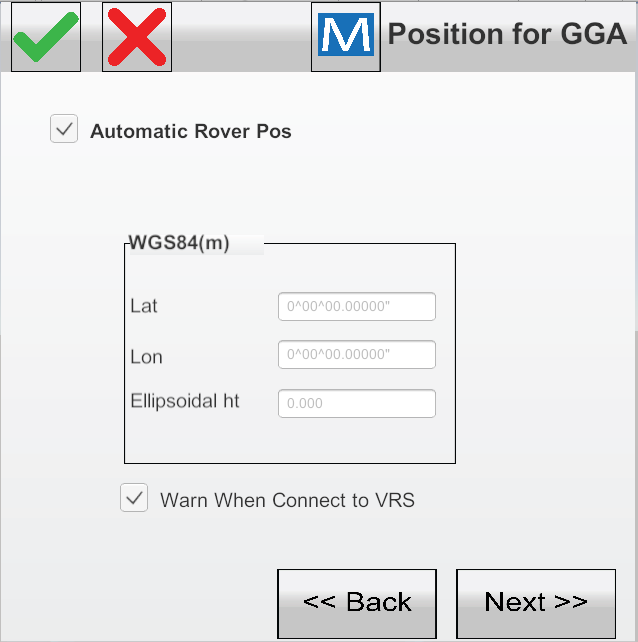 M Position for GGA
Automatic Rover Pos
WGS84(m)
Lat 0^00^00.00000"
Lon 0^00^00.00000"
Ellipsoidal ht 0.000
Warn When Connect to VRS
<< Back Next >>